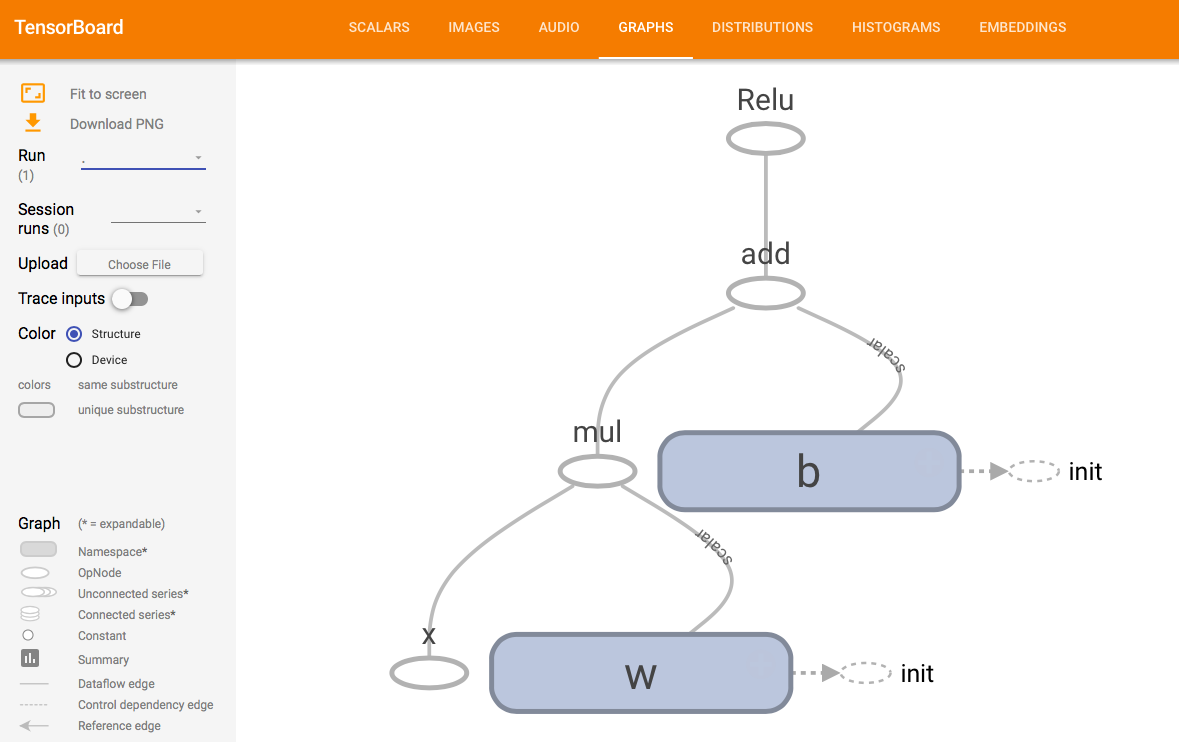 TensorBoard
SCALARS IMAGES AUDIO GRAPHS DISTRIBUTIONS HISTOGRAMS EMBEDDINGS
Fit to screen
Download PNG
Run
(1)
.
Session
runs (0)
Upload Choose File
Trace inputs
Color Structure
Device
colors same substructure
unique substructure
Graph (* = expandable)
Namespace*
OpNode
Unconnected series*
Connected series*
Constant
Summary
Dataflow edge
Control dependency edge
Reference edge
Relu
add
scalar
mul
b init
scalar
x
W init